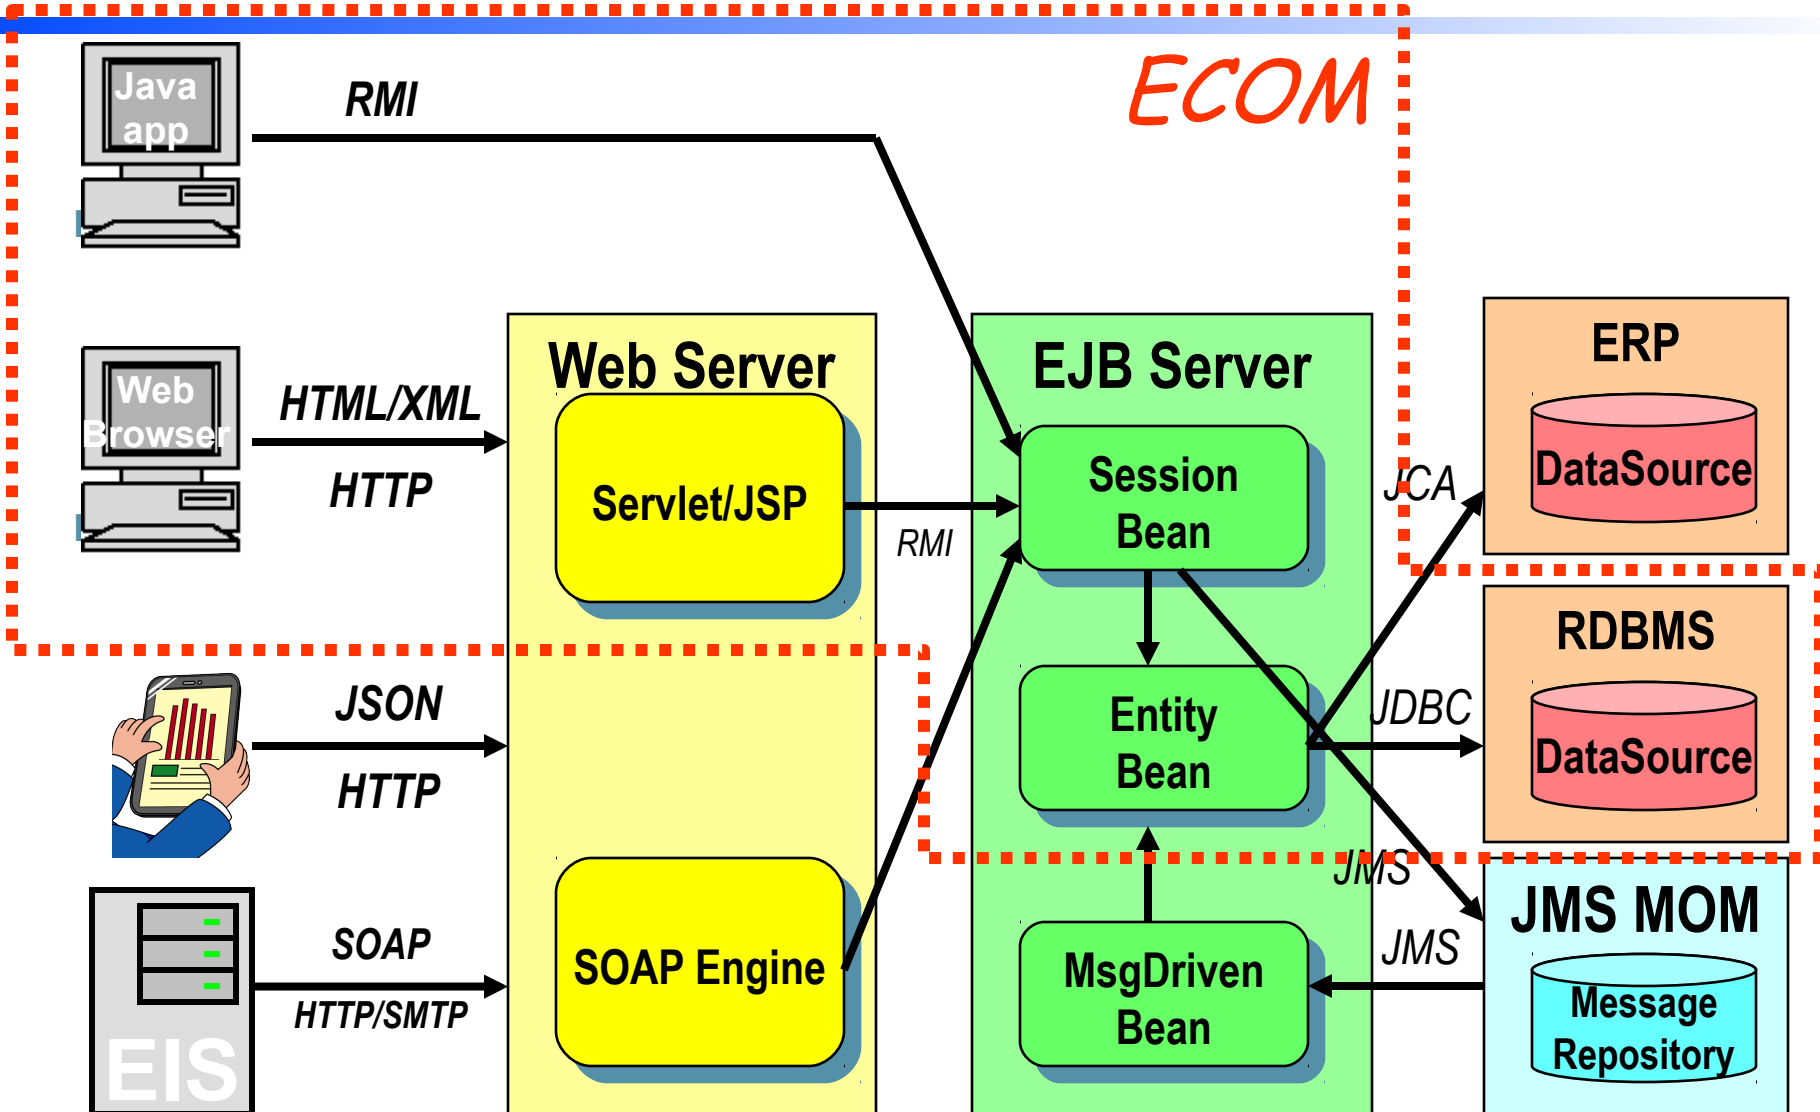 ECOM
Java
app
RMI
Web
Browser
HTML/XML
HTTP
Web Server
Servlet/JSP
RMI
EJB Server
Session
Bean
JCA
ERP
DataSource
JSON
HTTP
Entity
Bean
JDBC
RDBMS
DataSource
EIS
SOAP
HTTP/SMTP
SOAP Engine
MsgDriven
Bean
JMS
JMS
JMS MOM
Message
Repository